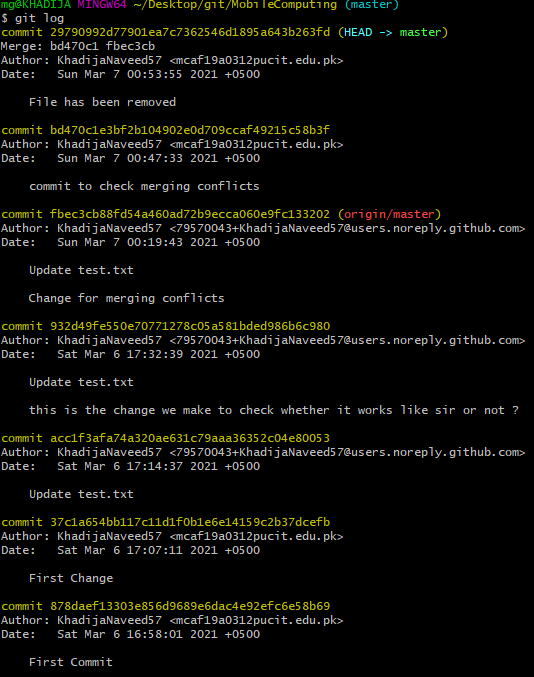 mg@KHADIJA MINGW64 ~/Desktop/git/MobileComputing (master)
$ git log
commit 29790992d77901ea7c7362546d1895a643b263fd (HEAD -> master)
Merge: bd470c1 fbec3cb
Author: KhadijaNaveed57 <mcaf19a0312pucit.edu.pk>
Date:   Sun Mar 7 00:53:55 2021 +0500
File has been removed
commit bd470c1e3bf2b104902e0d709ccaf49215c58b3f
Author: KhadijaNaveed57 <mcaf19a0312pucit.edu.pk>
Date:   Sun Mar 7 00:47:33 2021 +0500
commit to check merging conflicts
commit fbec3cb88fd54a460ad72b9ecca060e9fc133202 (origin/master)
Author: KhadijaNaveed57 <79570043+KhadijaNaveed57@users.noreply.github.com>
Date:   Sun Mar 7 00:19:43 2021 +0500
Update test.txt
Change for merging conflicts
commit 932d49fe550e70771278c05a581bded986b6c980
Author: KhadijaNaveed57 <79570043+KhadijaNaveed57@users.noreply.github.com>
Date:   Sat Mar 6 17:32:39 2021 +0500
Update test.txt
this is the change we make to check whether it works like sir or not ?
commit acc1f3afa74a320ae631c79aaa36352c04e80053
Author: KhadijaNaveed57 <79570043+KhadijaNaveed57@users.noreply.github.com>
Date:   Sat Mar 6 17:14:37 2021 +0500
Update test.txt
commit 37c1a654bb117c11d1f0b1e6e14159c2b37dcefb
Author: KhadijaNaveed57 <mcaf19a0312pucit.edu.pk>
Date:   Sat Mar 6 17:07:11 2021 +0500
First Change
commit 878daef13303e856d9689e6dac4e92efc6e58b69
Author: KhadijaNaveed57 <mcaf19a0312pucit.edu.pk>
Date:   Sat Mar 6 16:58:01 2021 +0500
First Commit